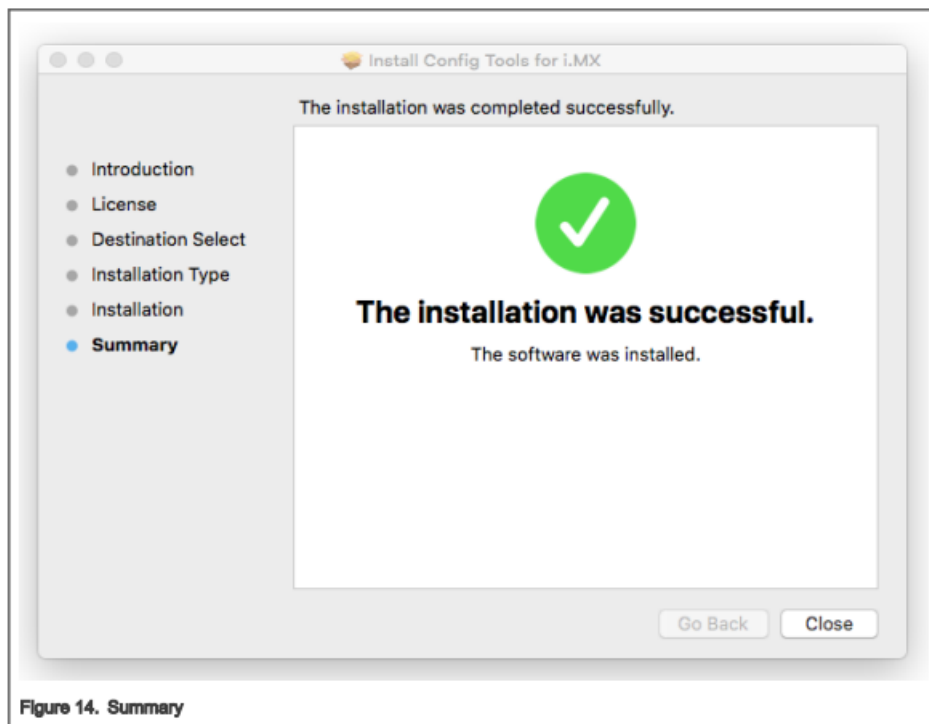 Install Config Tools for i.MX
The installation was completed successfully.
Introduction
License
Destination Select
Installation Type
Installation
Summary
The installation was successful.
The software was installed.
Go Back
Close
Figure 14. Summary